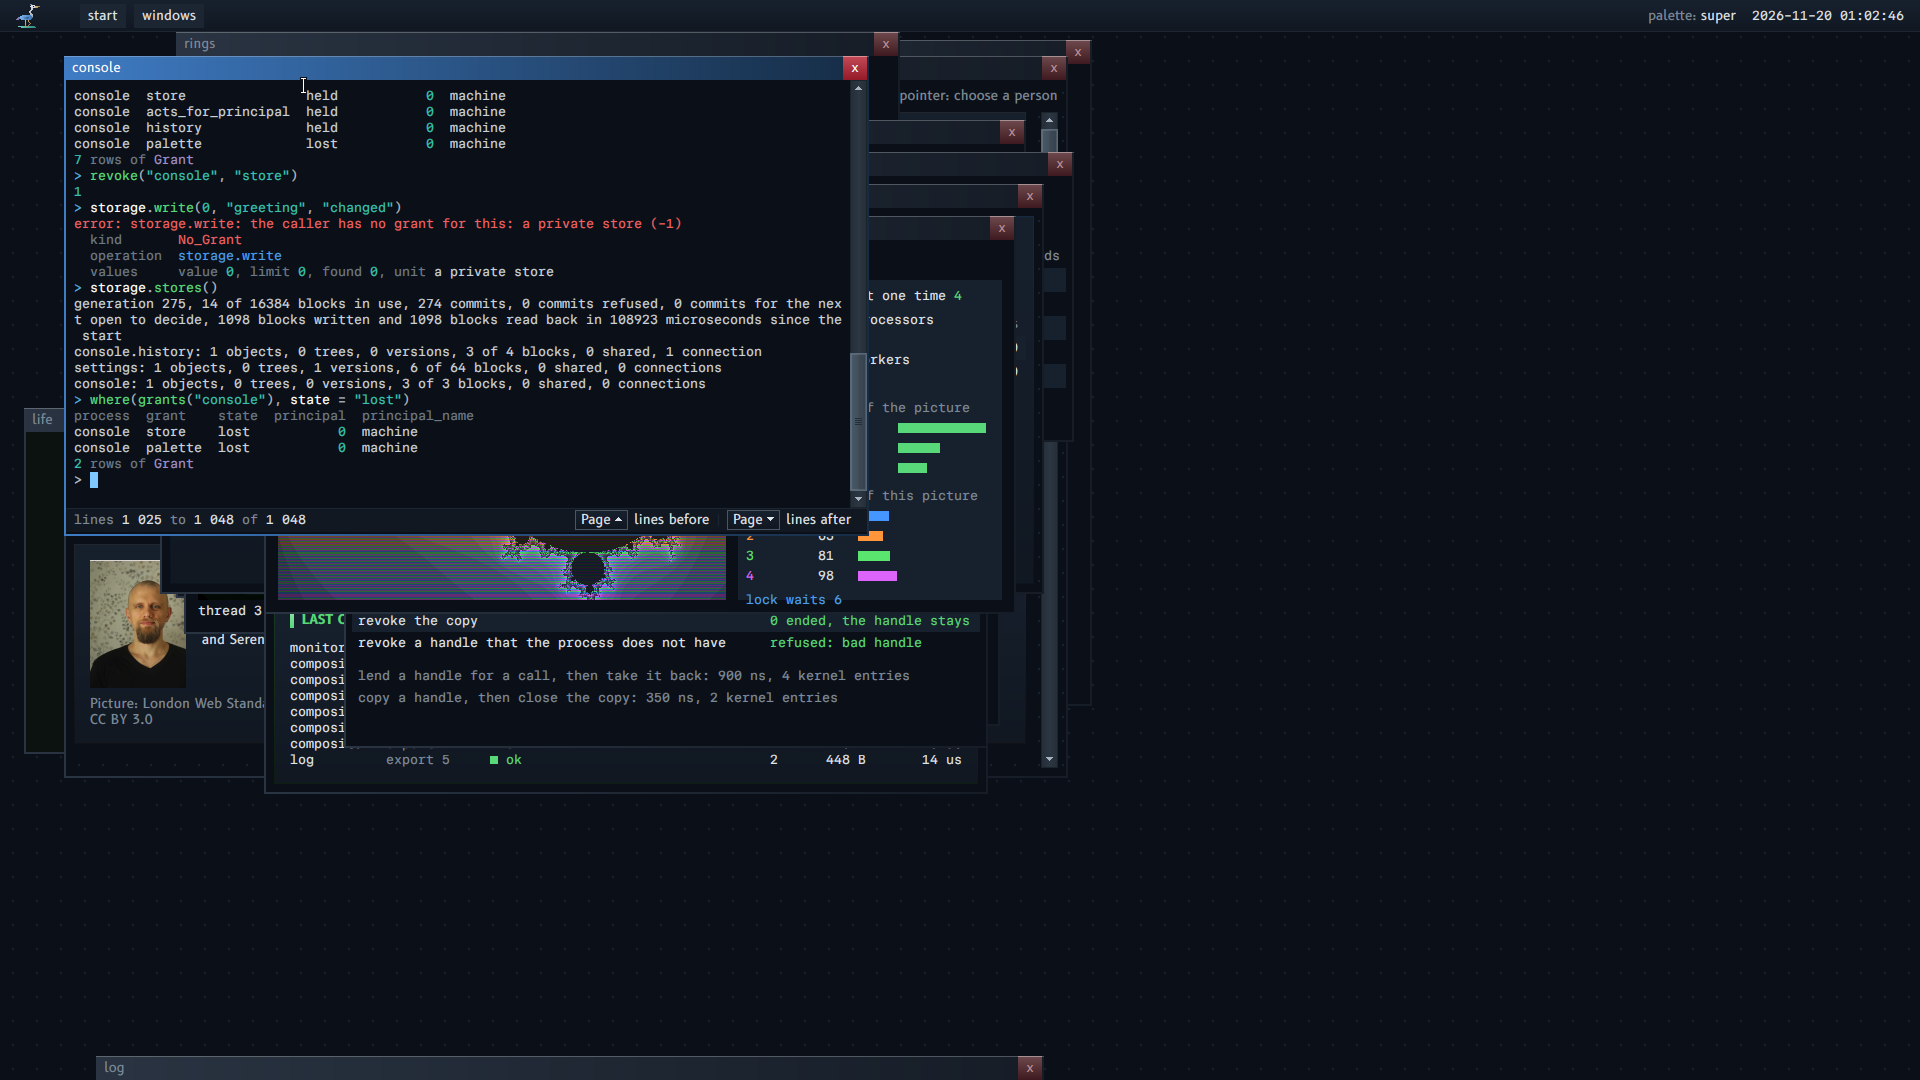 start windows
palette: super 2026-11-20 01:02:46
rings x
x
console x
x
console store held 0 machine
pointer: choose a person
console acts_for_principal held 0 machine
console history held 0 machine
x
console palette lost 0 machine
7 rows of Grant
x
> revoke("console", "store")
1
x
> storage.write(0, "greeting", "changed")
error: storage.write: the caller has no grant for this: a private store (-1)
x
kind No_Grant
operation storage.write
ds
values value 0, limit 0, found 0, unit a private store
> storage.stores()
t one time 4
generation 275, 14 of 16384 blocks in use, 274 commits, 0 commits refused, 0 commits for the nex
t open to decide, 1098 blocks written and 1098 blocks read back in 108923 microseconds since the
start
ocessors
console.history: 1 objects, 0 trees, 0 versions, 3 of 4 blocks, 0 shared, 1 connection
rkers
settings: 1 objects, 0 trees, 1 versions, 6 of 64 blocks, 0 shared, 0 connections
console: 1 objects, 0 trees, 0 versions, 3 of 3 blocks, 0 shared, 0 connections
> where(grants("console"), state = "lost")
f the picture
process grant state principal principal_name
life
console store lost 0 machine
console palette lost 0 machine
2 rows of Grant
>
f this picture
lines 1 025 to 1 048 of 1 048 Page lines before Page lines after
3 81
4 98
lock waits 6
thread 3
and Seren
LAST C
revoke the copy 0 ended, the handle stays
revoke a handle that the process does not have refused: bad handle
monitor
composi
lend a handle for a call, then take it back: 900 ns, 4 kernel entries
composi
composi
copy a handle, then close the copy: 350 ns, 2 kernel entries
composi
composi
composi
Picture: London Web Standa
CC BY 3.0
log export 5 ok 2 448 B 14 us
log x